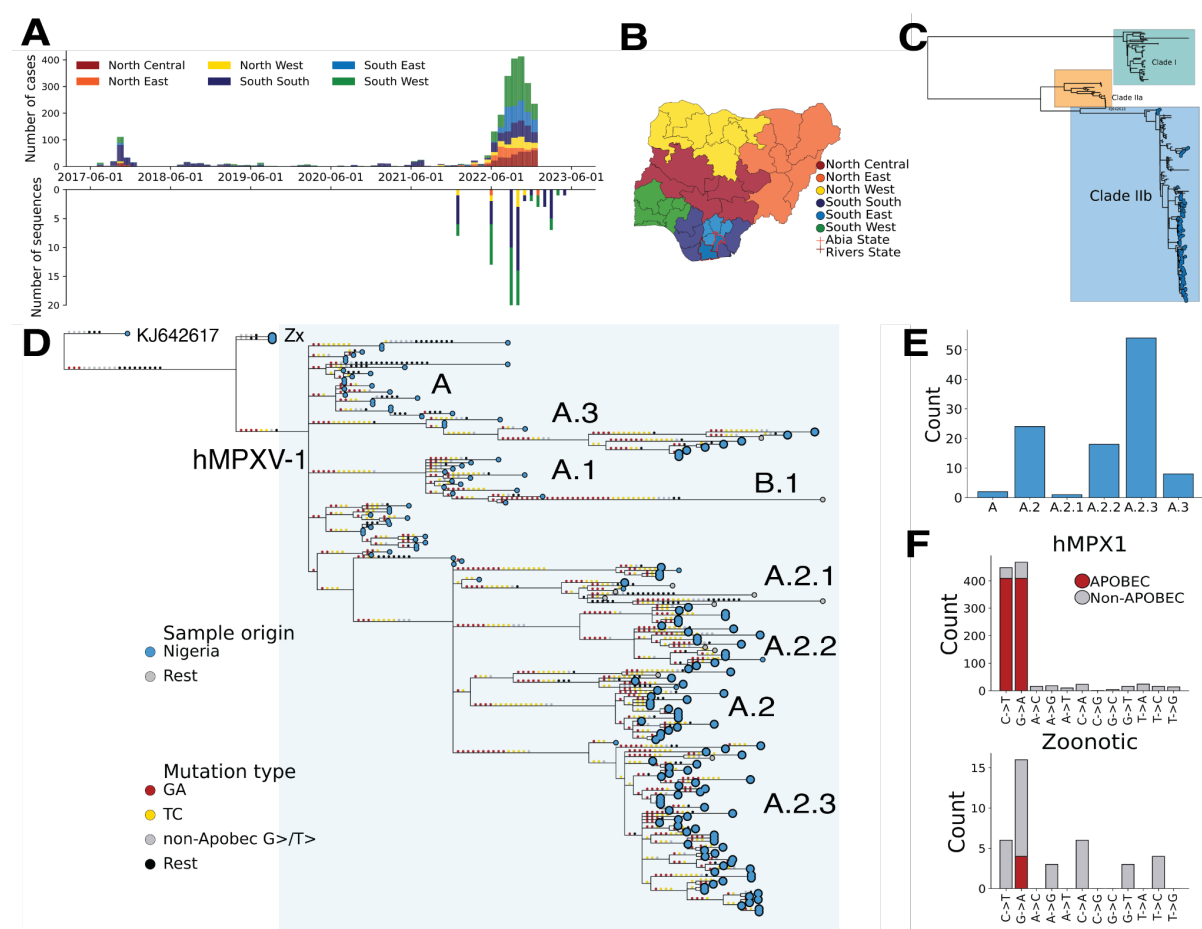 A
Number of cases
400
300
200
100
0
North Central
North East
North West
South South
South East
South West
2017-06-01 2018-06-01 2019-06-01 2020-06-01 2021-06-01 2022-06-01 2023-06-01
Number of sequences
0
5
10
15
20
B
North Central
North East
North West
South South
South East
South West
Abia State
Rivers State
C
Clade I
Clade IIa
Clade IIb
D
KJ642617
Zx
hMPXV-1
A
A.3
A.1
B.1
A.2.1
A.2.2
A.2
A.2.3
Sample origin
Nigeria
Rest
Mutation type
GA
TC
non-Apobec G>/T>
Rest
E
Count
50
40
30
20
10
0
A A.2 A.2.1 A.2.2 A.2.3 A.3
F
hMPX1
Count
400
300
200
100
0
APOBEC
Non-APOBEC
C->T G->A A->C A->G A->T C->A C->G G->C G->T T->A T->C T->G
Zoonotic
Count
15
10
5
0
C->T G->A A->C A->G A->T C->A C->G G->C G->T T->A T->C T->G